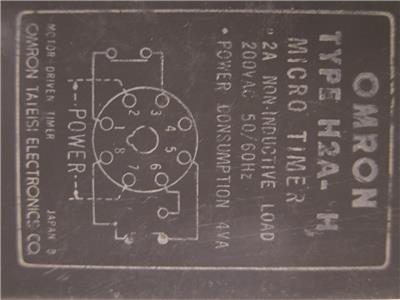 OMRON
TYPE H2A- H
MICRO TIMER
• 2A NON-INDUCTIVE LOAD
200VAC 50/60Hz
• POWER CONSUMPTION 4VA
1 2 3 4 5 6 7 8
POWER
MOTOR-DRIVEN TIMER JAPAN B
OMRON TATEISI ELECTRONICS CO.